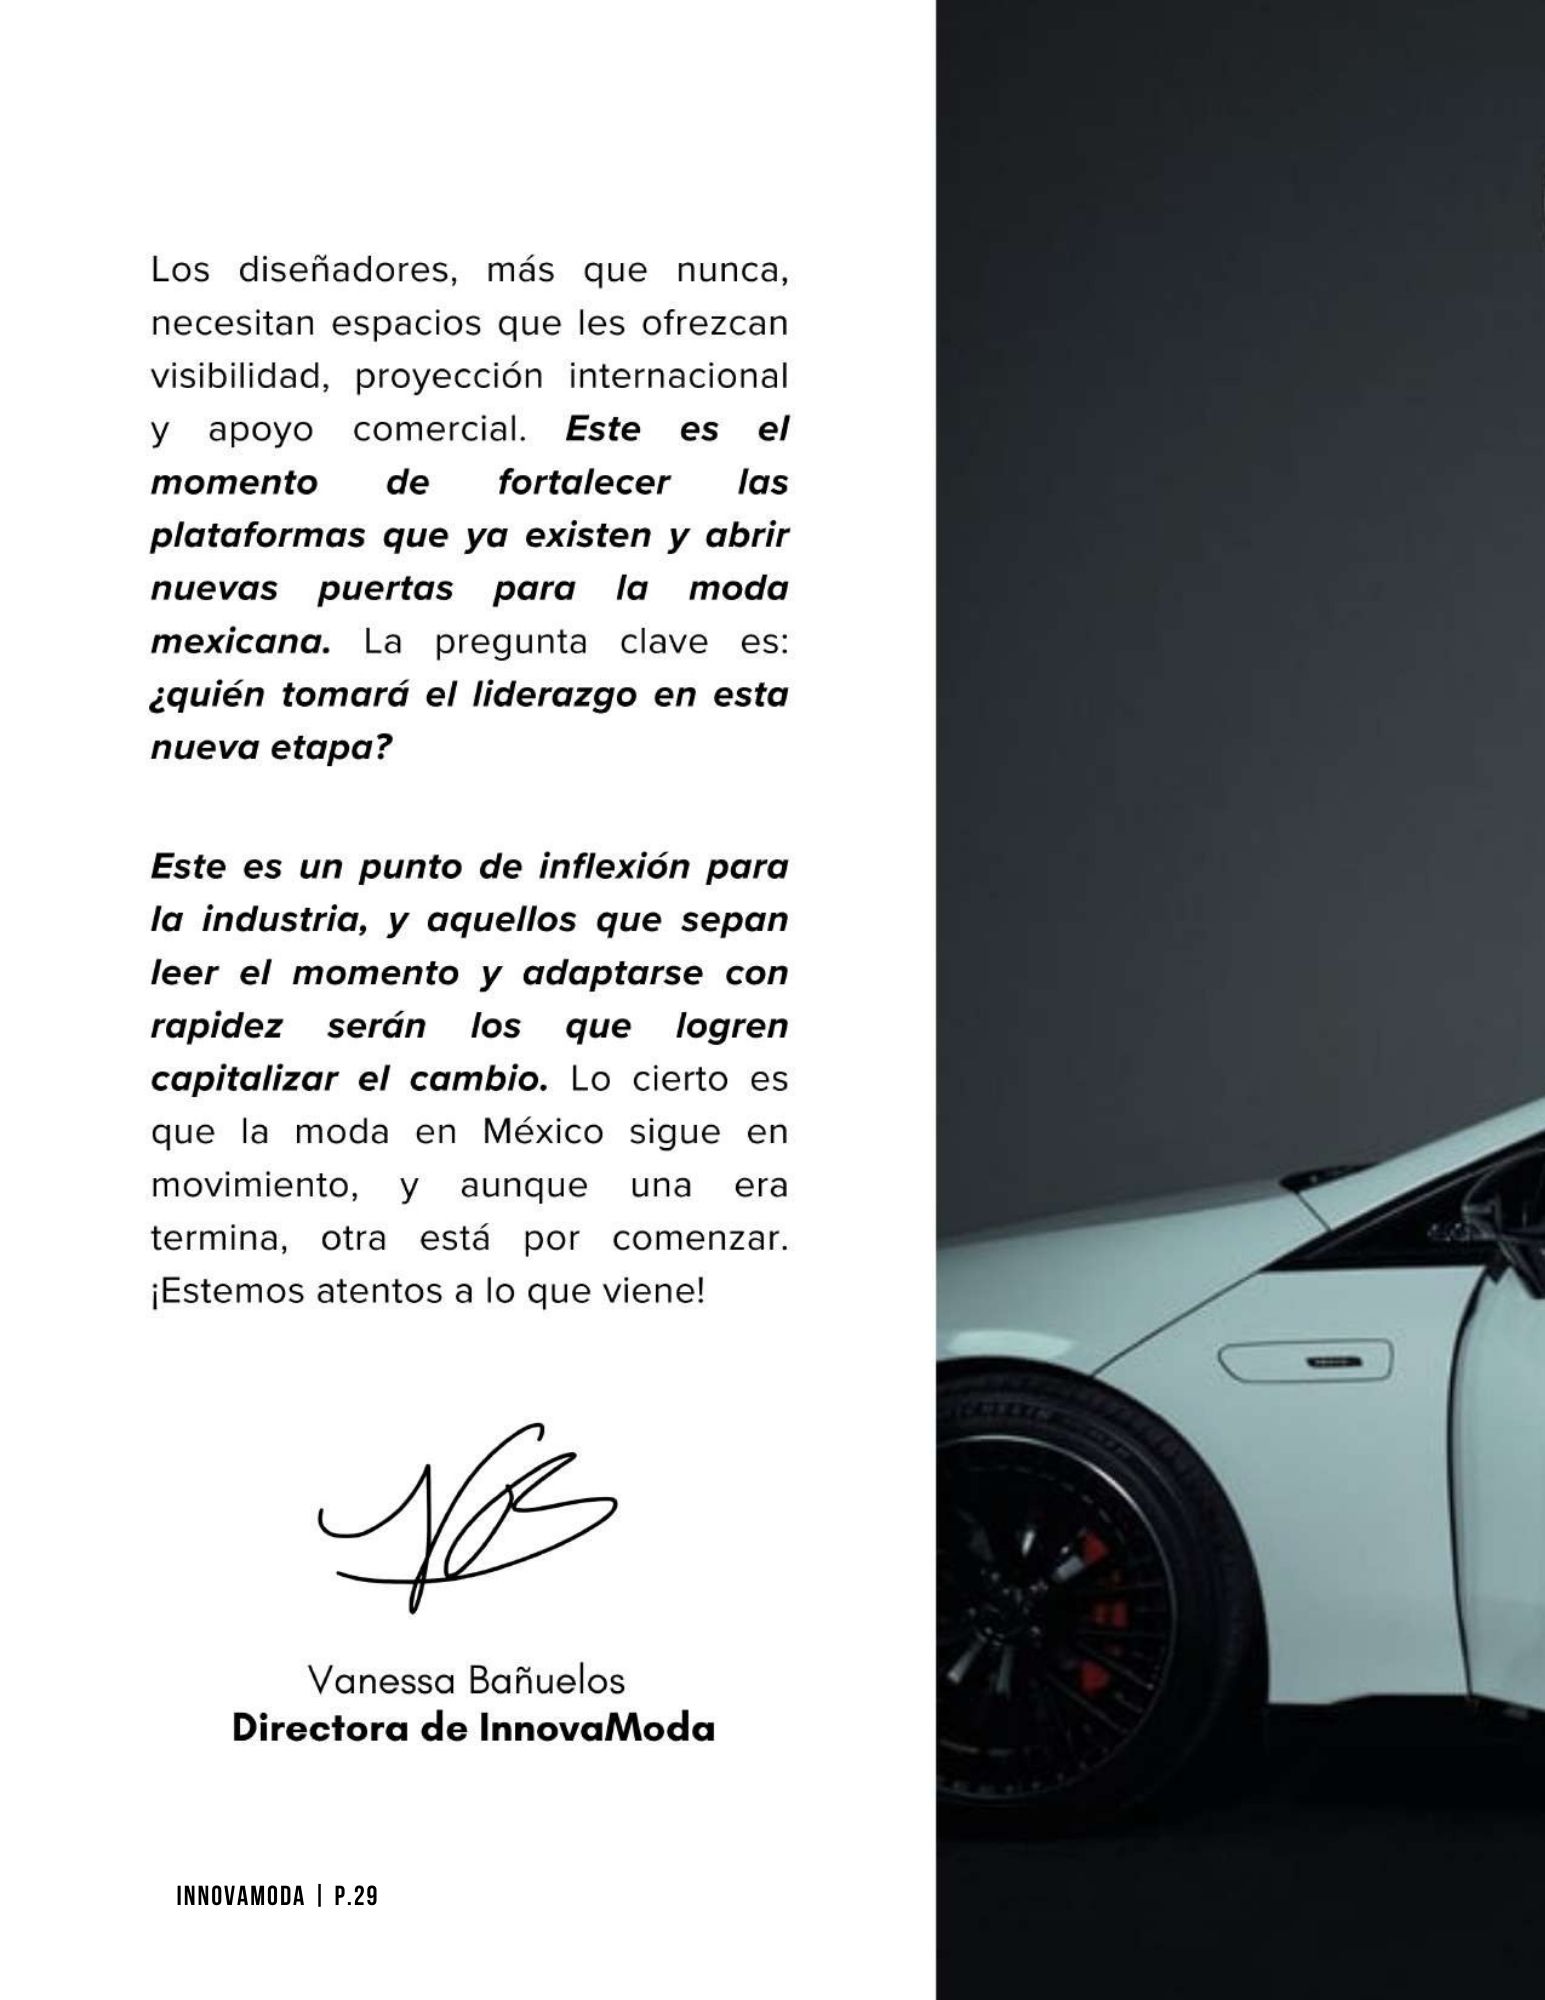 Los diseñadores, más que nunca,
necesitan espacios que les ofrezcan
visibilidad, proyección internacional
y apoyo comercial. Este es el
momento de fortalecer las
plataformas que ya existen y abrir
nuevas puertas para la moda
mexicana. La pregunta clave es:
¿quién tomará el liderazgo en esta
nueva etapa?
Este es un punto de inflexión para
la industria, y aquellos que sepan
leer el momento y adaptarse con
rapidez serán los que logren
capitalizar el cambio. Lo cierto es
que la moda en México sigue en
movimiento, y aunque una era
termina, otra está por comenzar.
¡Estemos atentos a lo que viene!
Vanessa Bañuelos
Directora de InnovaModa
INNOVAMODA | P.29